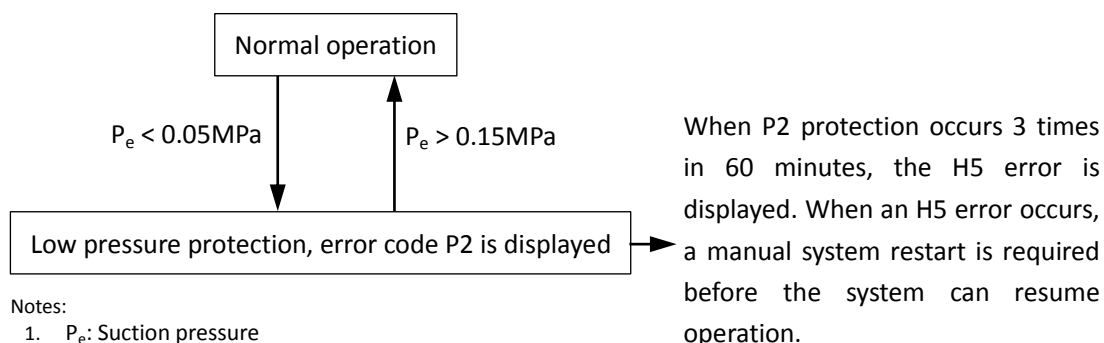 Normal operation
Pₑ < 0.05MPa
Pₑ > 0.15MPa
Low pressure protection, error code P2 is displayed
When P2 protection occurs 3 times
in 60 minutes, the H5 error is
displayed. When an H5 error occurs,
a manual system restart is required
before the system can resume
operation.
Notes:
1. Pₑ: Suction pressure